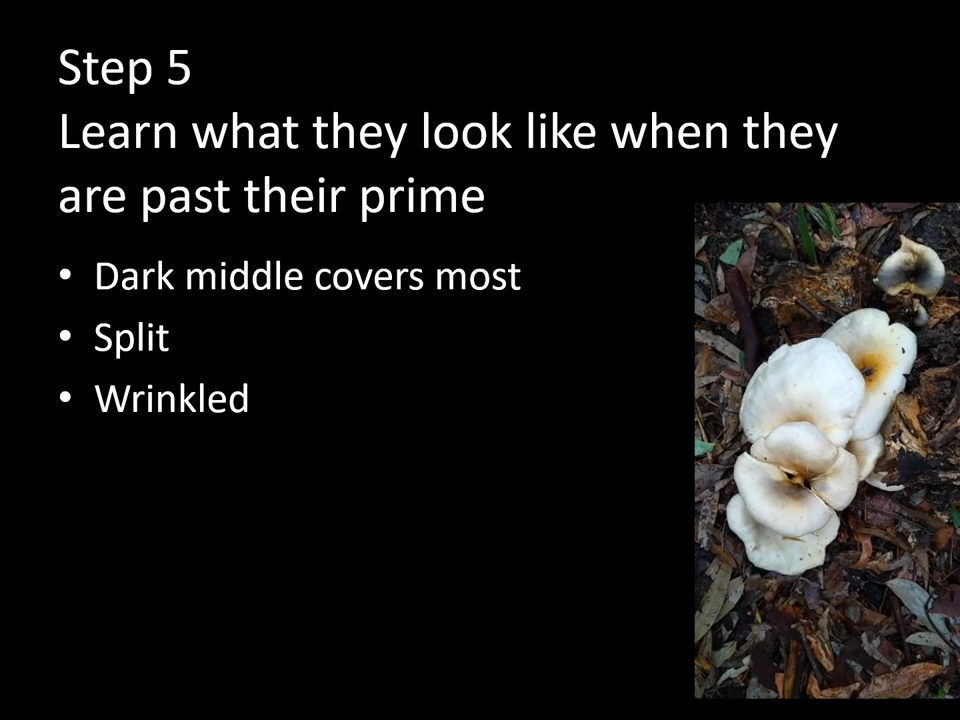 Step 5
Learn what they look like when they
are past their prime
• Dark middle covers most
• Split
• Wrinkled